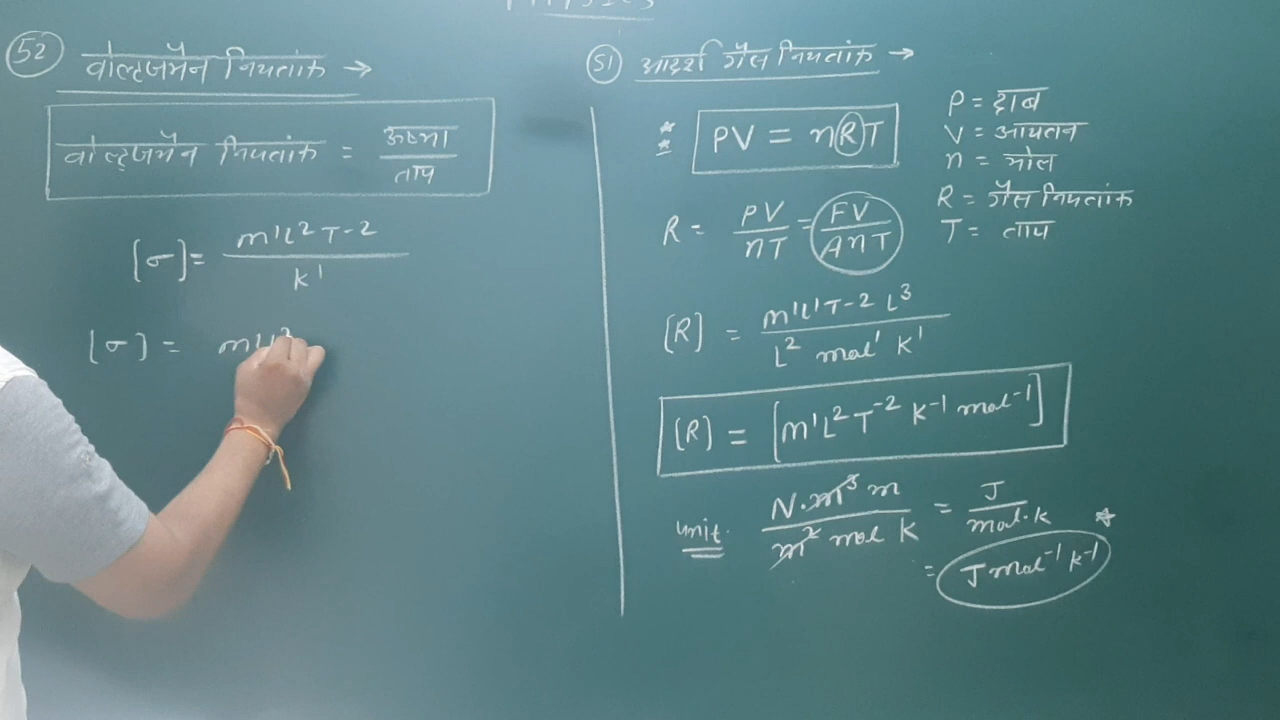 (52) वोल्टजमैन नियतांक →
वोल्ट्जमैन नियतांक = ऊष्मा / ताप
[σ] = M¹L²T-2 / K¹
[σ] = M¹L²
(51) आदर्श गैस नियतांक →
PV = nRT
P = दाब
V = आयतन
n = मोल
R = गैस नियतांक
T = ताप
R = PV / nT = FV / AnT
[R] = M¹L¹T-2 L³ / L² mol¹ K¹
[R] = [M¹L²T⁻² K⁻¹ mol⁻¹]
unit. N·m³ m / m² mol K = J / mol·K
= J mol⁻¹ K⁻¹